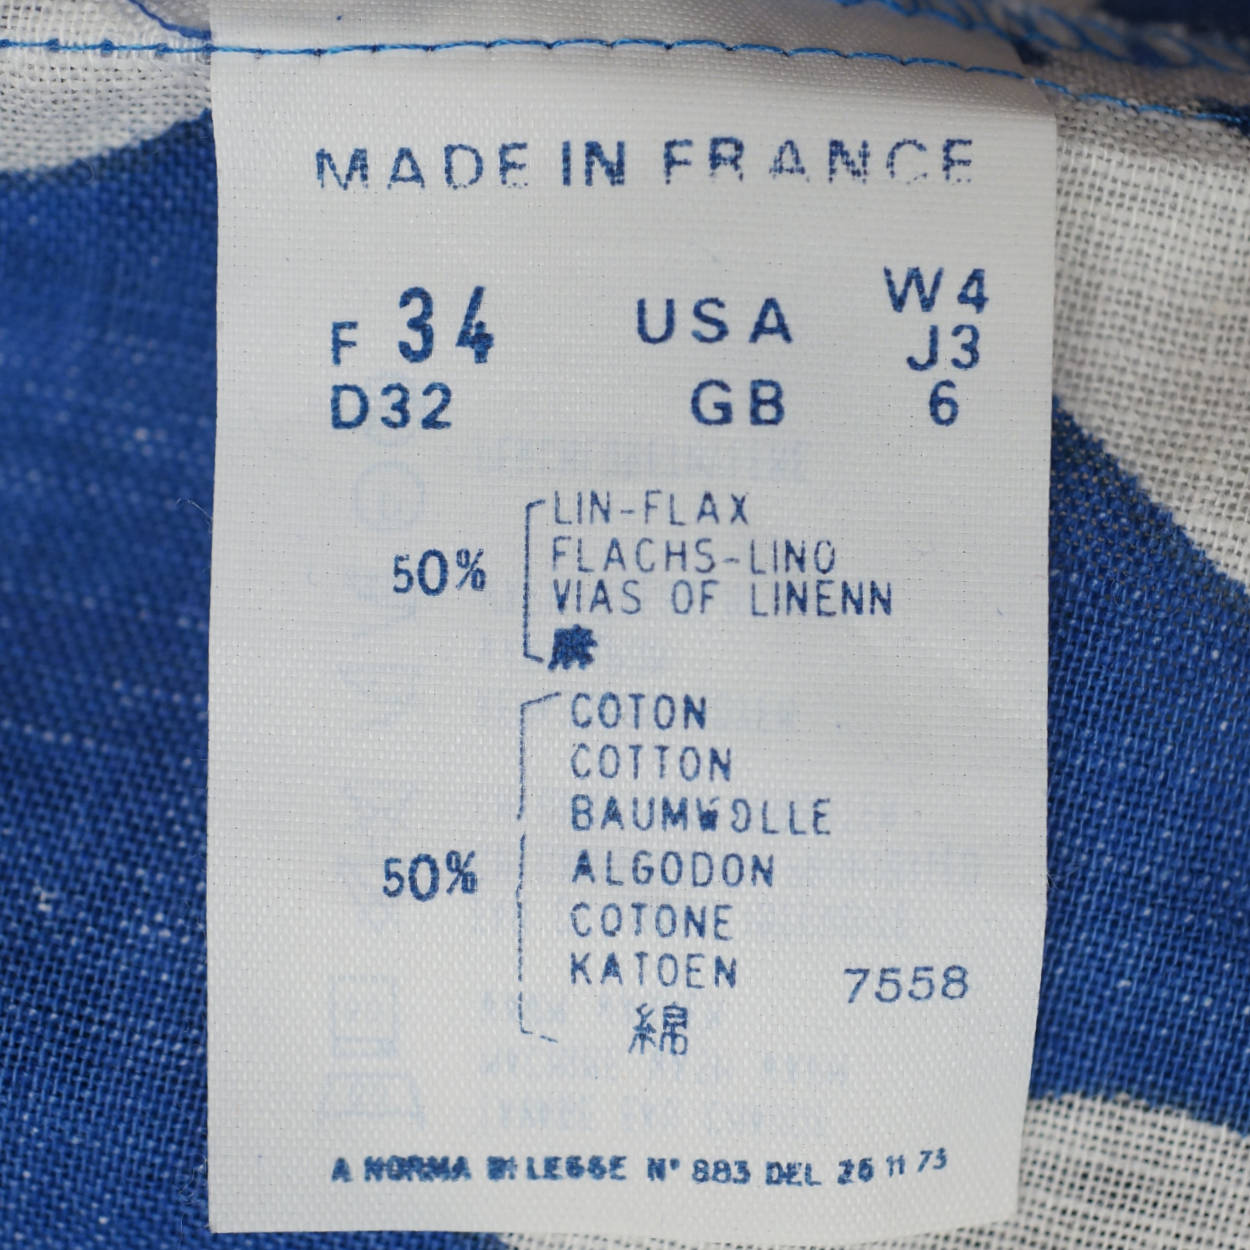 MADE IN FRANCE
F 34 USA W4
J3
D32 GB 6
LIN-FLAX
50% FLACHS-LINO
VIAS OF LINENN
麻
COTON
COTTON
BAUMWOLLE
50% ALGODON
COTONE
KATOEN 7558
綿
A NORMA DI LEGGE N° 883 DEL 26 11 73